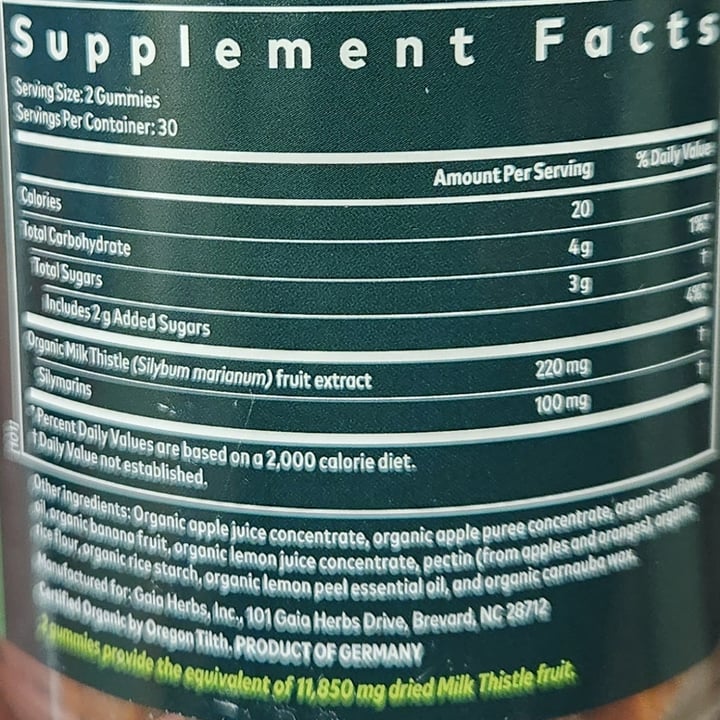 Supplement Facts
Serving Size: 2 Gummies
Servings Per Container: 30
Amount Per Serving % Daily Value
Calories 20
Total Carbohydrate 4 g 1%*
Total Sugars 3 g †
Includes 2 g Added Sugars 4%*
Organic Milk Thistle (Silybum marianum) fruit extract 220 mg †
Silymarins 100 mg †
*Percent Daily Values are based on a 2,000 calorie diet.
†Daily Value not established.
Other ingredients: Organic apple juice concentrate, organic apple puree concentrate, organic sunflower
oil, organic banana fruit, organic lemon juice concentrate, pectin (from apples and oranges), organic
rice flour, organic rice starch, organic lemon peel essential oil, and organic carnauba wax.
Manufactured for: Gaia Herbs, Inc., 101 Gaia Herbs Drive, Brevard, NC 28712
Certified Organic by Oregon Tilth. PRODUCT OF GERMANY
2 gummies provide the equivalent of 11,850 mg dried Milk Thistle fruit.